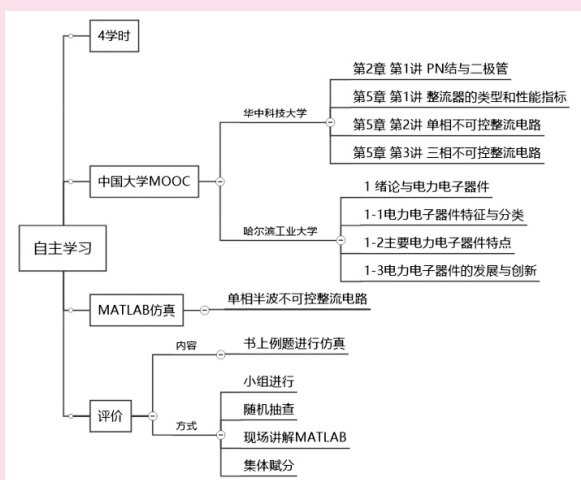 自主学习
4学时
中国大学MOOC
华中科技大学
第2章 第1讲 PN结与二极管
第5章 第1讲 整流器的类型和性能指标
第5章 第2讲 单相不可控整流电路
第5章 第3讲 三相不可控整流电路
哈尔滨工业大学
1 绪论与电力电子器件
1-1电力电子器件特征与分类
1-2主要电力电子器件特点
1-3电力电子器件的发展与创新
MATLAB仿真
单相半波不可控整流电路
评价
内容
书上例题进行仿真
方式
小组进行
随机抽查
现场讲解MATLAB
集体赋分